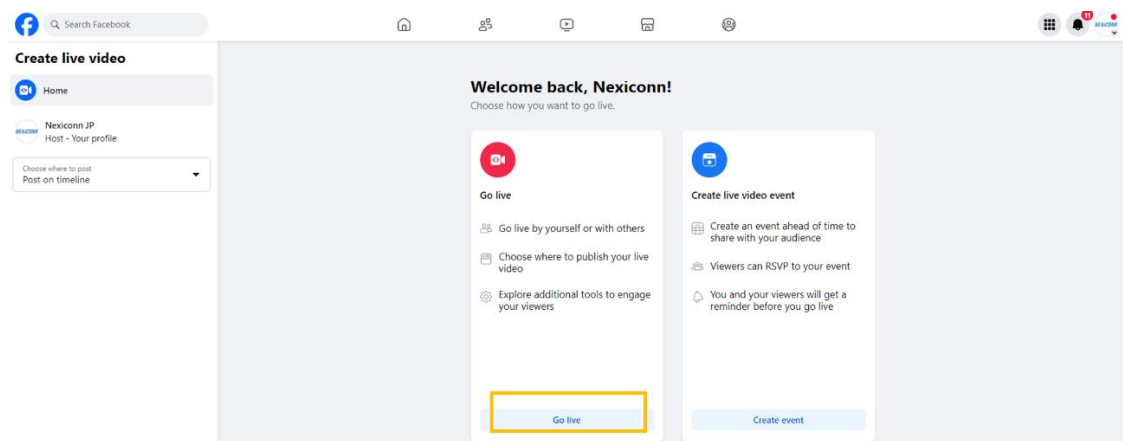 Search Facebook
11
Create live video
Home
Nexiconn JP
Host - Your profile
Choose where to post
Post on timeline
Welcome back, Nexiconn!
Choose how you want to go live.
Go live
Go live by yourself or with others
Choose where to publish your live
video
Explore additional tools to engage
your viewers
Go live
Create live video event
Create an event ahead of time to
share with your audience
Viewers can RSVP to your event
You and your viewers will get a
reminder before you go live
Create event